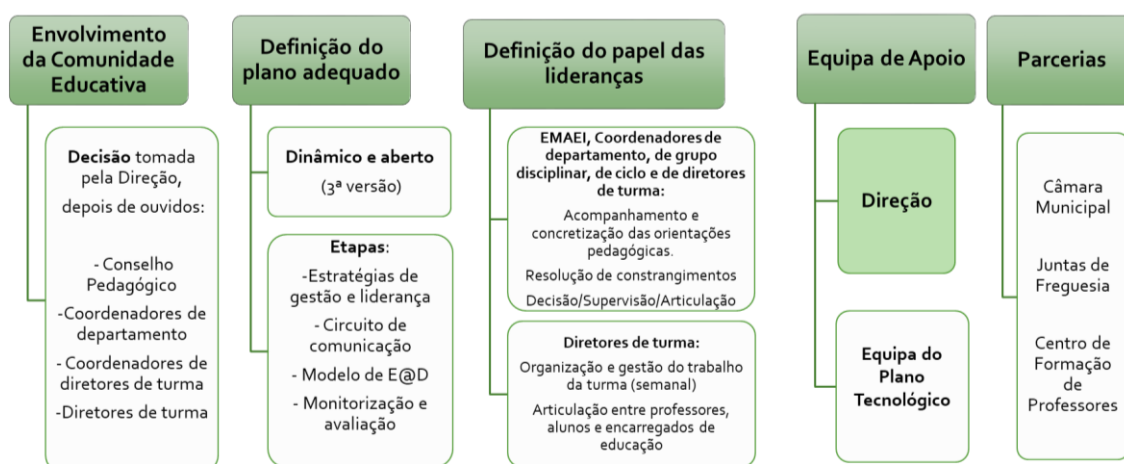 Envolvimento
da Comunidade
Educativa
Decisão tomada
pela Direção,
depois de ouvidos:
- Conselho
Pedagógico
-Coordenadores de
departamento
- Coordenadores de
diretores de turma
-Diretores de turma
Definição do
plano adequado
Dinâmico e aberto
(3ª versão)
Etapas:
-Estratégias de
gestão e liderança
- Circuito de
comunicação
- Modelo de E@D
- Monitorização e
avaliação
Definição do papel das
lideranças
EMAEI, Coordenadores de
departamento, de grupo
disciplinar, de ciclo e de diretores
de turma:
Acompanhamento e
concretização das orientações
pedagógicas.
Resolução de constrangimentos
Decisão/Supervisão/Articulação
Diretores de turma:
Organização e gestão do trabalho
da turma (semanal)
Articulação entre professores,
alunos e encarregados de
educação
Equipa de Apoio
Direção
Equipa do
Plano
Tecnológico
Parcerias
Câmara
Municipal
Juntas de
Freguesia
Centro de
Formação
de
Professores